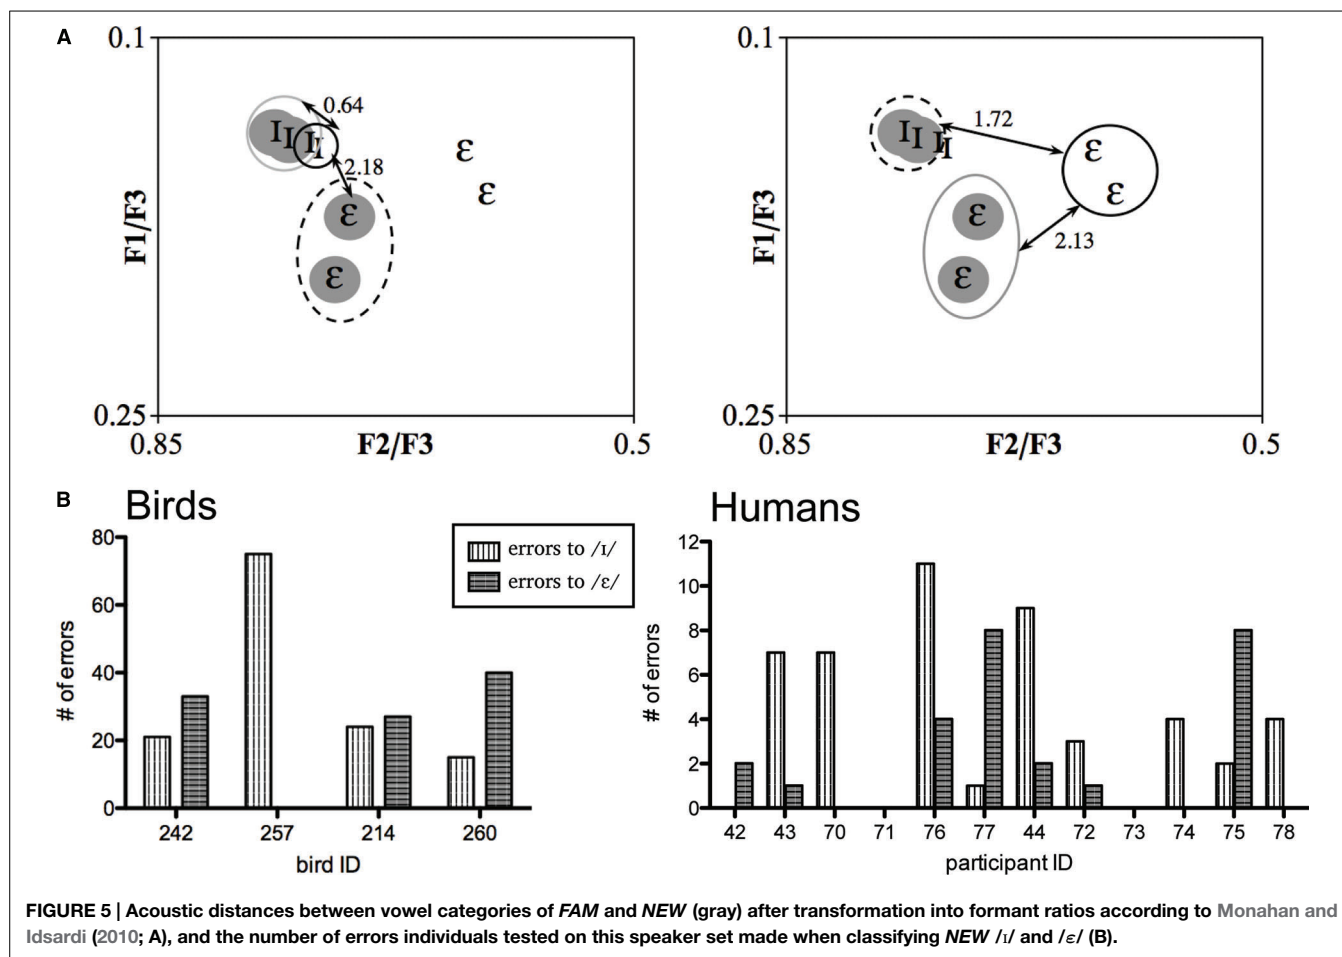 A
0.1
0.64
2.18
I I I I
ε
ε
ε
ε
F1/F3
0.25
0.85
F2/F3
0.5
0.1
1.72
2.13
I I I I
ε
ε
ε
ε
F1/F3
0.25
0.85
F2/F3
0.5
B
Birds
errors to /ɪ/
errors to /ε/
# of errors
80
60
40
20
0
242 257 214 260
bird ID
Humans
# of errors
12
10
8
6
4
2
0
42 43 70 71 76 77 44 72 73 74 75 78
participant ID
FIGURE 5 | Acoustic distances between vowel categories of FAM and NEW (gray) after transformation into formant ratios according to Monahan and
Idsardi (2010; A), and the number of errors individuals tested on this speaker set made when classifying NEW /ɪ/ and /ε/ (B).